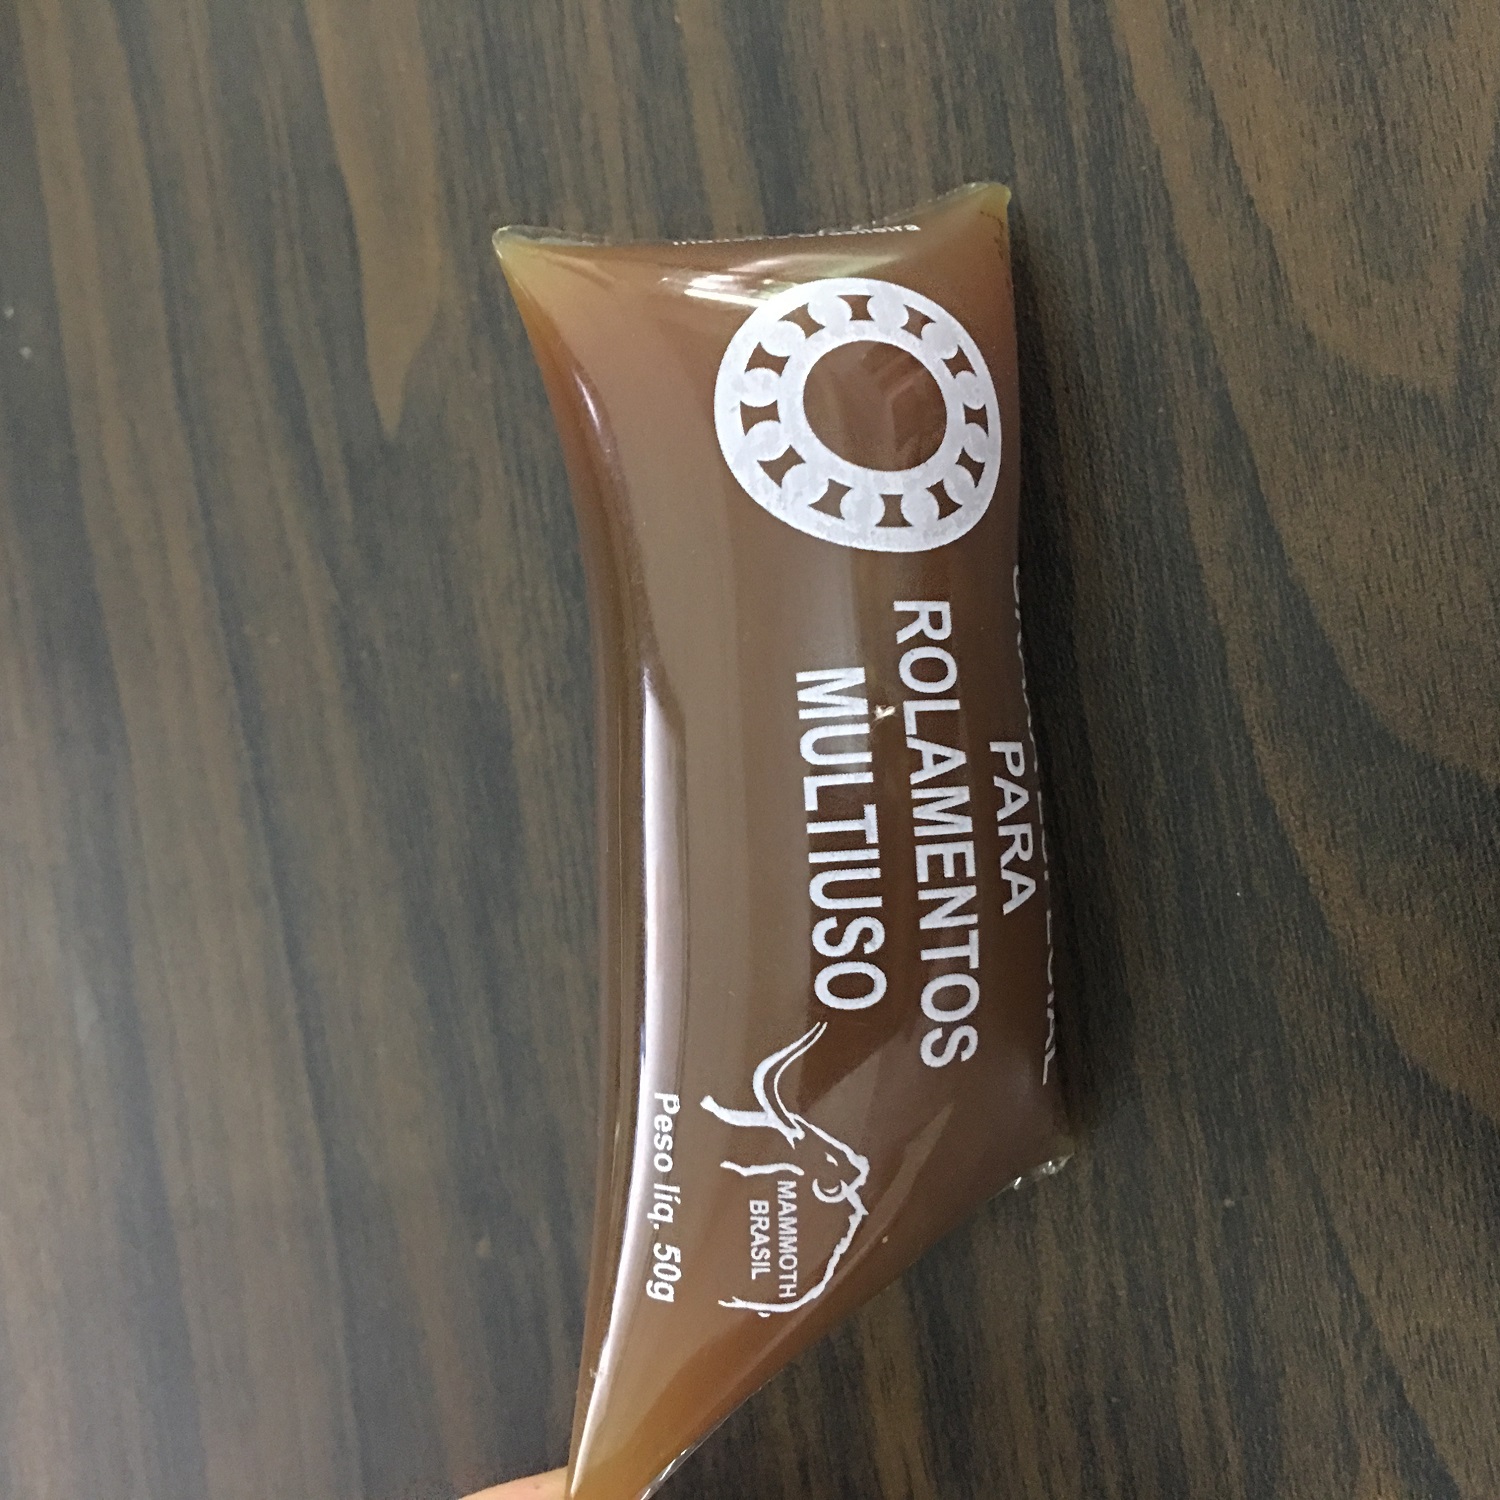 PARA
ROLAMENTOS
MULTIUSO
MAMMOTH
BRASIL
Peso líq. 50g